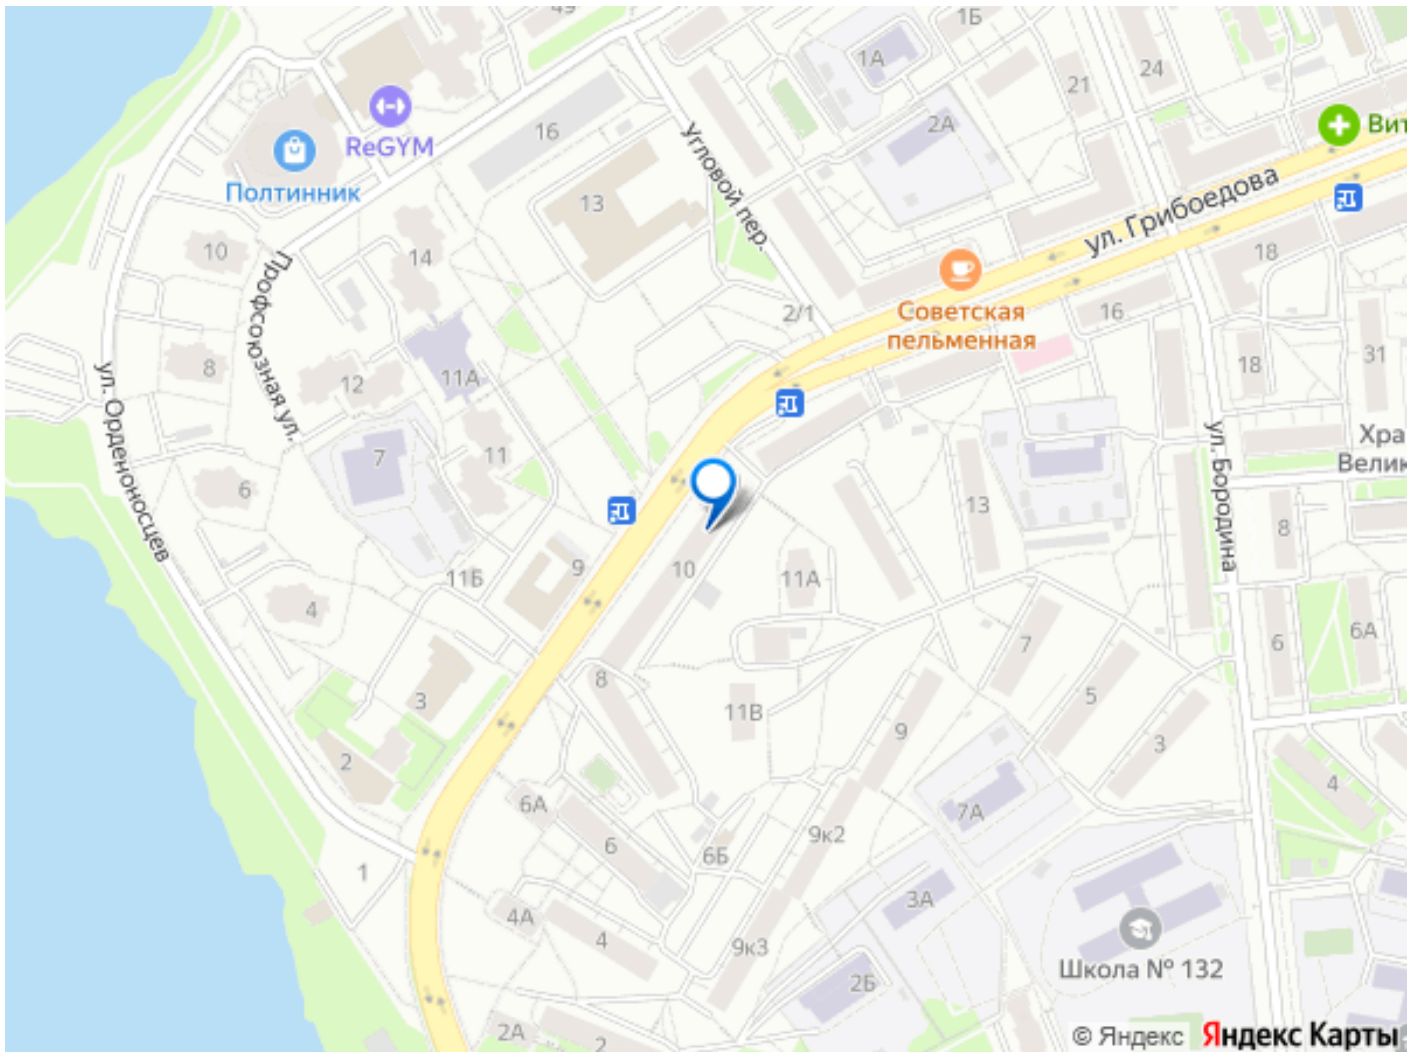 49
1Б
1А
24
21
ReGYM
16
2А
Вит
Полтинник
Угловой пер.
13
ул. Грибоедова
10
14
18
Профсоюзная ул.
2/1
Советская
пельменная
16
8
12
11А
18
31
ул. Орденоносцев
7
11
ул. Бородина
Хра
Велик
6
13
8
10
11А
11Б
9
4
7
6
6А
8
3
5
11В
9
3
2
4
6А
7А
9к2
6
6Б
1
3А
4А
4
9к3
Школа № 132
2Б
2А
2
© Яндекс Яндекс Карты